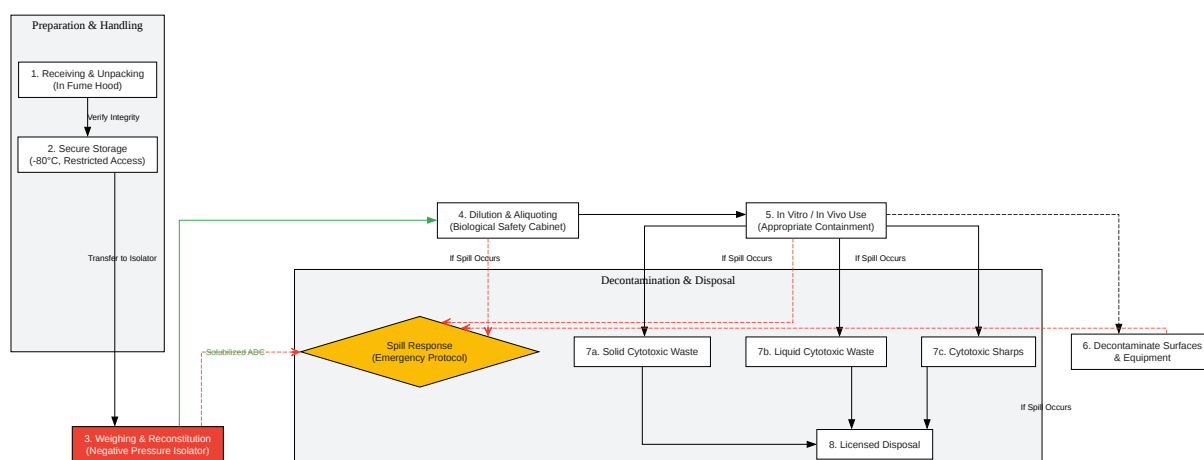 Preparation & Handling
1. Receiving & Unpacking
(In Fume Hood)
Verify Integrity
2. Secure Storage
(-80°C, Restricted Access)
4. Dilution & Aliquoting
(Biological Safety Cabinet)
5. In Vitro / In Vivo Use
(Appropriate Containment)
Transfer to Isolator
If Spill Occurs
If Spill Occurs
If Spill Occurs
Decontamination & Disposal
Solubilized ADC
Spill Response
(Emergency Protocol)
7a. Solid Cytotoxic Waste
7b. Liquid Cytotoxic Waste
7c. Cytotoxic Sharps
6. Decontaminate Surfaces
& Equipment
If Spill Occurs
3. Weighing & Reconstitution
(Negative Pressure Isolator)
8. Licensed Disposal